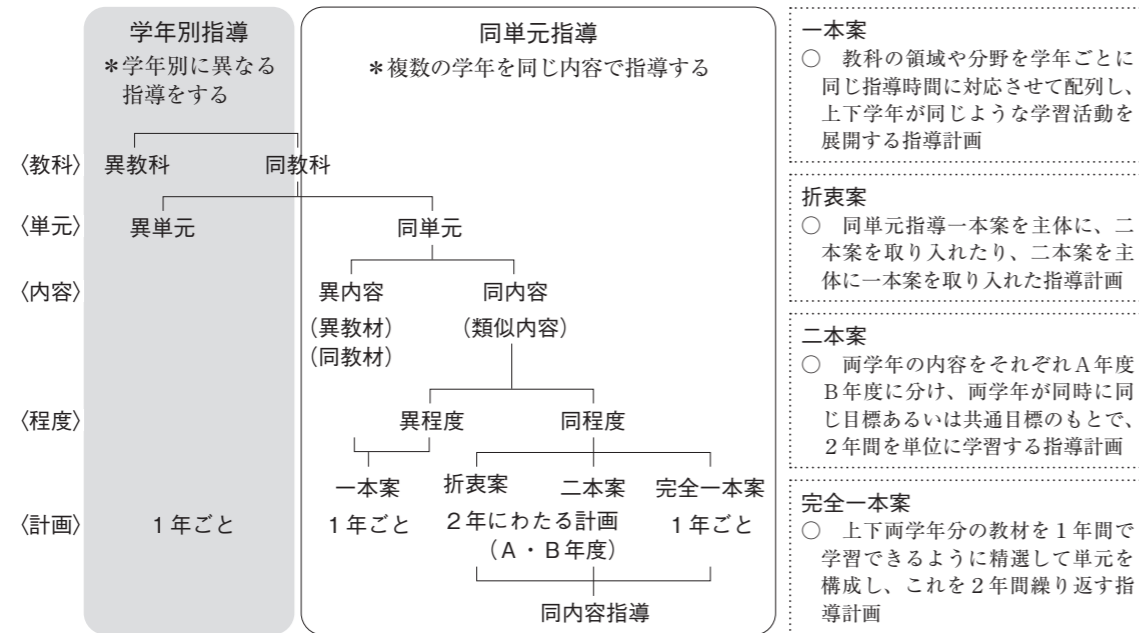 学年別指導
＊学年別に異なる
指導をする
同単元指導
＊複数の学年を同じ内容で指導する
〈教科〉 異教科 同教科
〈単元〉 異単元 同単元
〈内容〉 異内容 同内容
（異教材） （類似内容）
（同教材）
〈程度〉 異程度 同程度
一本案 折衷案 二本案 完全一本案
〈計画〉 １年ごと １年ごと ２年にわたる計画 １年ごと
（Ａ・Ｂ年度）
同内容指導
一本案
○　教科の領域や分野を学年ごとに
同じ指導時間に対応させて配列し、
上下学年が同じような学習活動を
展開する指導計画
折衷案
○　同単元指導一本案を主体に、二
本案を取り入れたり、二本案を主
体に一本案を取り入れた指導計画
二本案
○　両学年の内容をそれぞれＡ年度
Ｂ年度に分け、両学年が同時に同
じ目標あるいは共通目標のもとで、
２年間を単位に学習する指導計画
完全一本案
○　上下両学年分の教材を１年間で
学習できるように精選して単元を
構成し、これを２年間繰り返す指
導計画